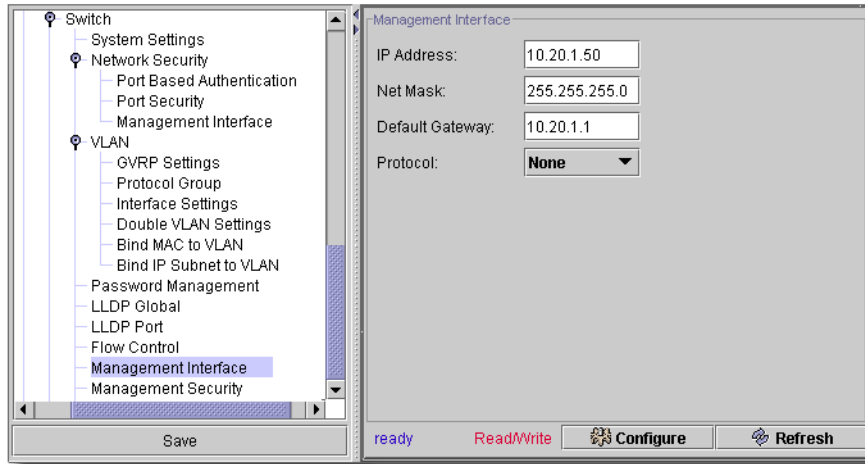 Switch
System Settings
Network Security
Port Based Authentication
Port Security
Management Interface
VLAN
GVRP Settings
Protocol Group
Interface Settings
Double VLAN Settings
Bind MAC to VLAN
Bind IP Subnet to VLAN
Password Management
LLDP Global
LLDP Port
Flow Control
Management Interface
Management Security
Save
Management Interface
IP Address: 10.20.1.50
Net Mask: 255.255.255.0
Default Gateway: 10.20.1.1
Protocol: None
ready Read/Write Configure Refresh